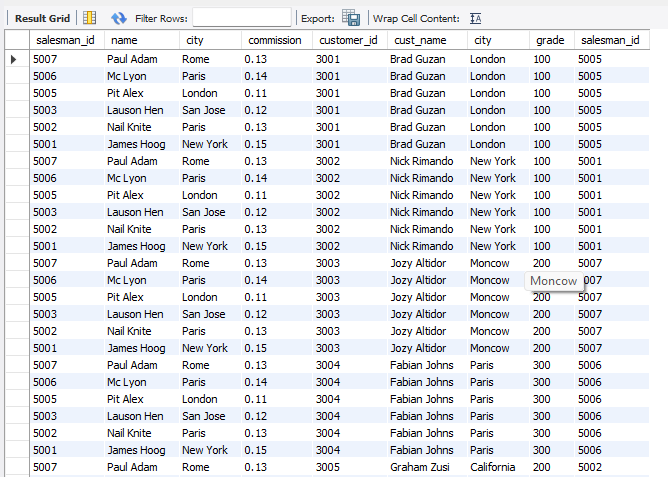 Result Grid Filter Rows: Export: Wrap Cell Content: IA
salesman_id name city commission customer_id cust_name city grade salesman_id
5007 Paul Adam Rome 0.13 3001 Brad Guzan London 100 5005
5006 Mc Lyon Paris 0.14 3001 Brad Guzan London 100 5005
5005 Pit Alex London 0.11 3001 Brad Guzan London 100 5005
5003 Lauson Hen San Jose 0.12 3001 Brad Guzan London 100 5005
5002 Nail Knite Paris 0.13 3001 Brad Guzan London 100 5005
5001 James Hoog New York 0.15 3001 Brad Guzan London 100 5005
5007 Paul Adam Rome 0.13 3002 Nick Rimando New York 100 5001
5006 Mc Lyon Paris 0.14 3002 Nick Rimando New York 100 5001
5005 Pit Alex London 0.11 3002 Nick Rimando New York 100 5001
5003 Lauson Hen San Jose 0.12 3002 Nick Rimando New York 100 5001
5002 Nail Knite Paris 0.13 3002 Nick Rimando New York 100 5001
5001 James Hoog New York 0.15 3002 Nick Rimando New York 100 5001
5007 Paul Adam Rome 0.13 3003 Jozy Altidor Moncow 200 5007
5006 Mc Lyon Paris 0.14 3003 Jozy Altidor Moncow Moncow 007
5005 Pit Alex London 0.11 3003 Jozy Altidor Moncow 200 5007
5003 Lauson Hen San Jose 0.12 3003 Jozy Altidor Moncow 200 5007
5002 Nail Knite Paris 0.13 3003 Jozy Altidor Moncow 200 5007
5001 James Hoog New York 0.15 3003 Jozy Altidor Moncow 200 5007
5007 Paul Adam Rome 0.13 3004 Fabian Johns Paris 300 5006
5006 Mc Lyon Paris 0.14 3004 Fabian Johns Paris 300 5006
5005 Pit Alex London 0.11 3004 Fabian Johns Paris 300 5006
5003 Lauson Hen San Jose 0.12 3004 Fabian Johns Paris 300 5006
5002 Nail Knite Paris 0.13 3004 Fabian Johns Paris 300 5006
5001 James Hoog New York 0.15 3004 Fabian Johns Paris 300 5006
5007 Paul Adam Rome 0.13 3005 Graham Zusi California 200 5002